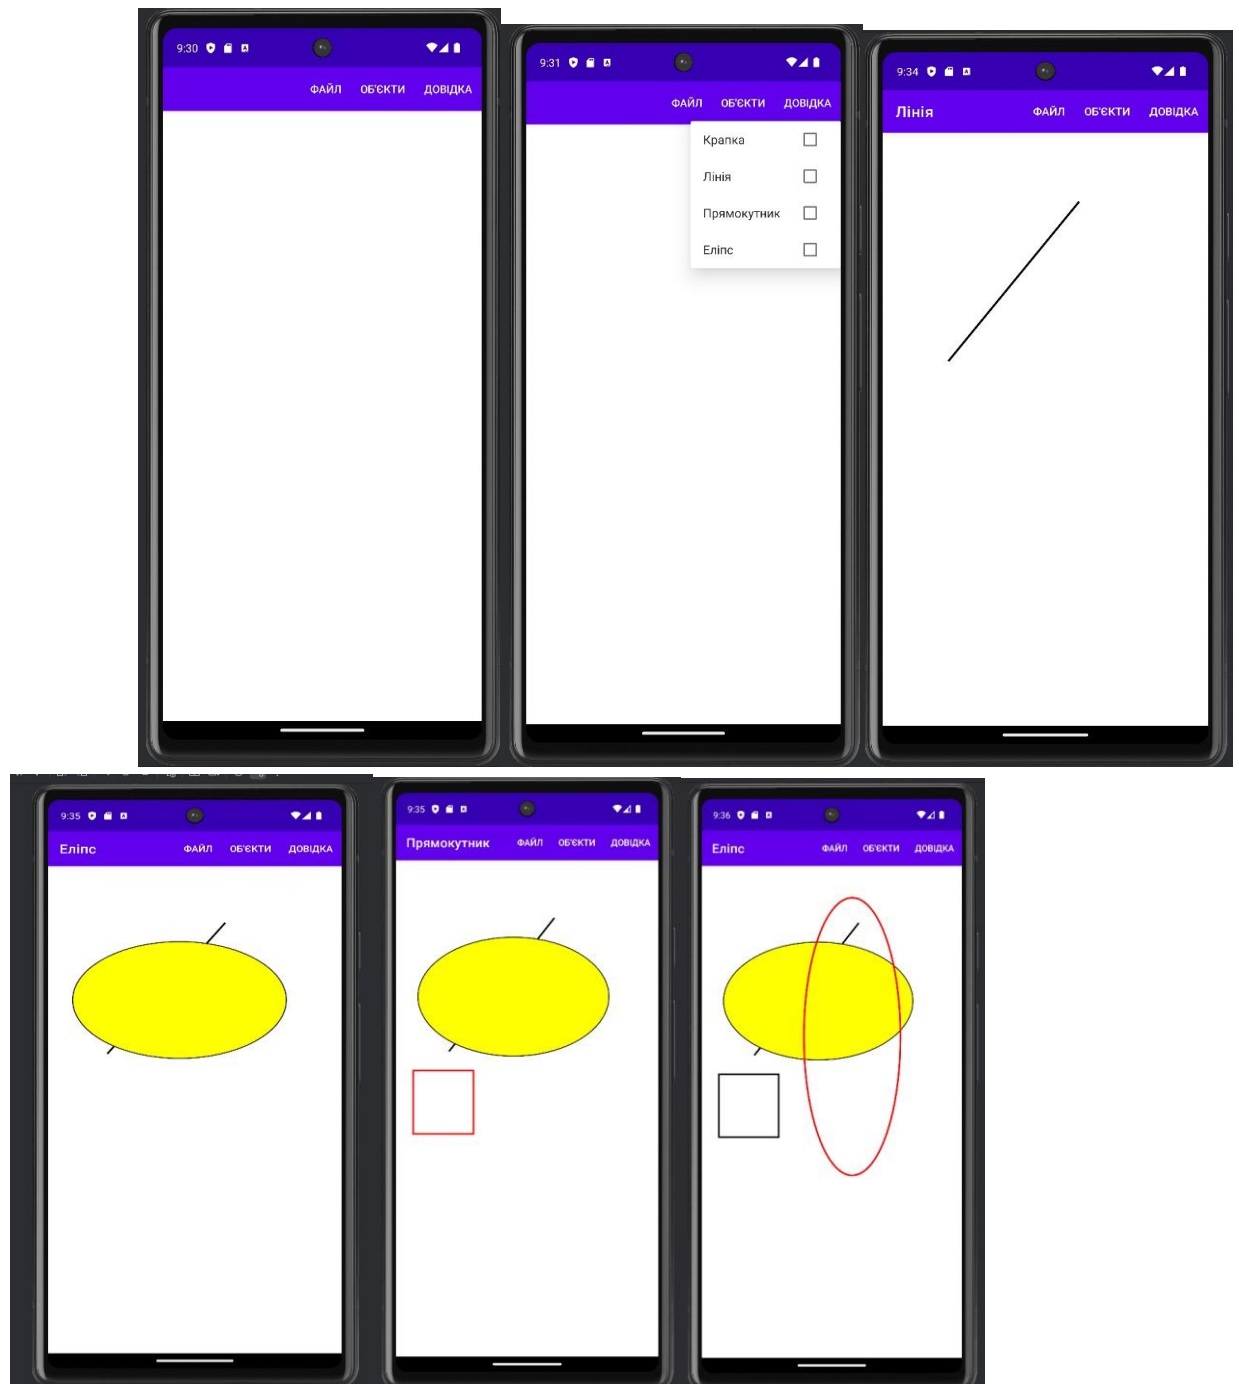 9:30
ФАЙЛ ОБ'ЄКТИ ДОВІДКА
9:31
ФАЙЛ ОБ'ЄКТИ ДОВІДКА
Крапка
Лінія
Прямокутник
Еліпс
9:34
Лінія ФАЙЛ ОБ'ЄКТИ ДОВІДКА
9:35
Еліпс ФАЙЛ ОБ'ЄКТИ ДОВІДКА
9:35
Прямокутник ФАЙЛ ОБ'ЄКТИ ДОВІДКА
9:36
Еліпс ФАЙЛ ОБ'ЄКТИ ДОВІДКА